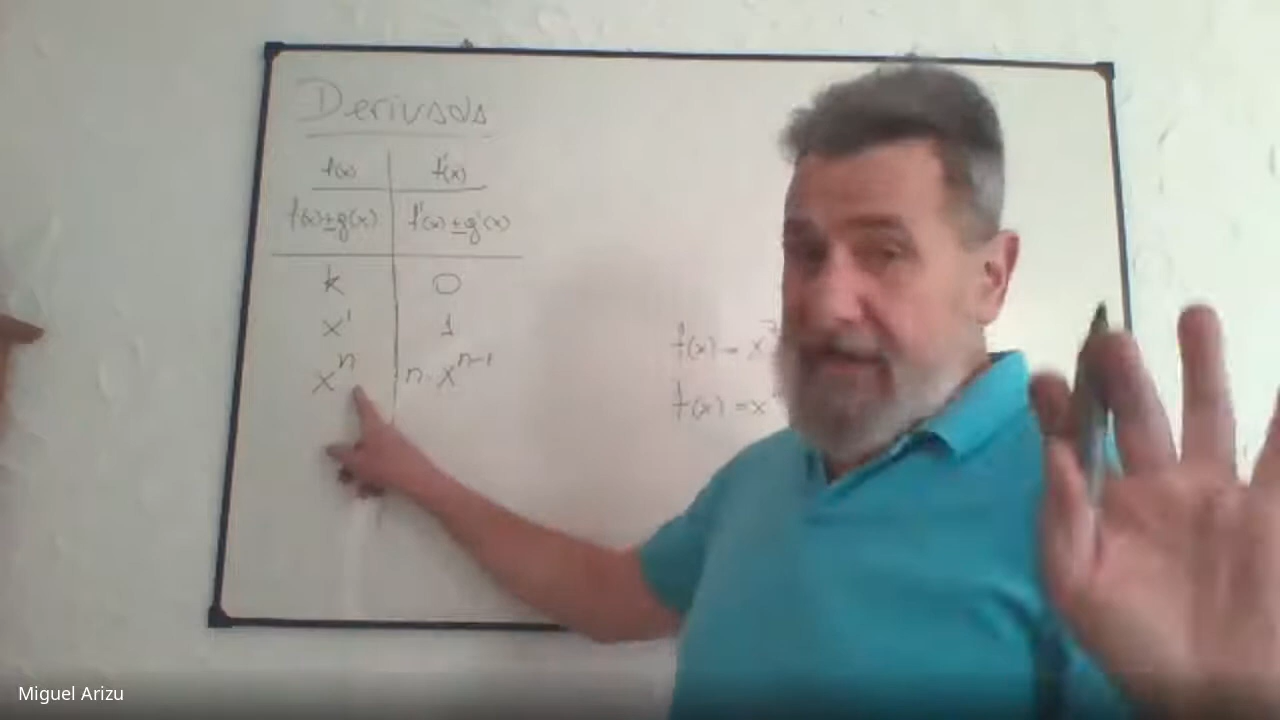 Derivada
f(x) f'(x)
f(x)±g(x) f'(x)±g'(x)
k 0
x¹ 1
xⁿ n·xⁿ⁻¹
f(x) = x
f(x) = x
Miguel Arizu